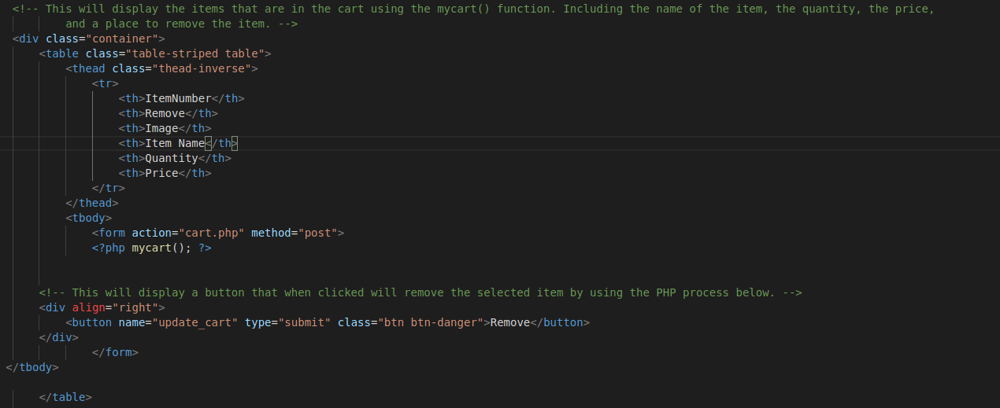 <!-- This will display the items that are in the cart using the mycart() function. Including the name of the item, the quantity, the price,
and a place to remove the item. -->
<div class="container">
<table class="table-striped table">
<thead class="thead-inverse">
<tr>
<th>ItemNumber</th>
<th>Remove</th>
<th>Image</th>
<th>Item Name</th>
<th>Quantity</th>
<th>Price</th>
</tr>
</thead>
<tbody>
<form action="cart.php" method="post">
<?php mycart(); ?>
<!-- This will display a button that when clicked will remove the selected item by using the PHP process below. -->
<div align="right">
<button name="update_cart" type="submit" class="btn btn-danger">Remove</button>
</div>
</form>
</tbody>
</table>